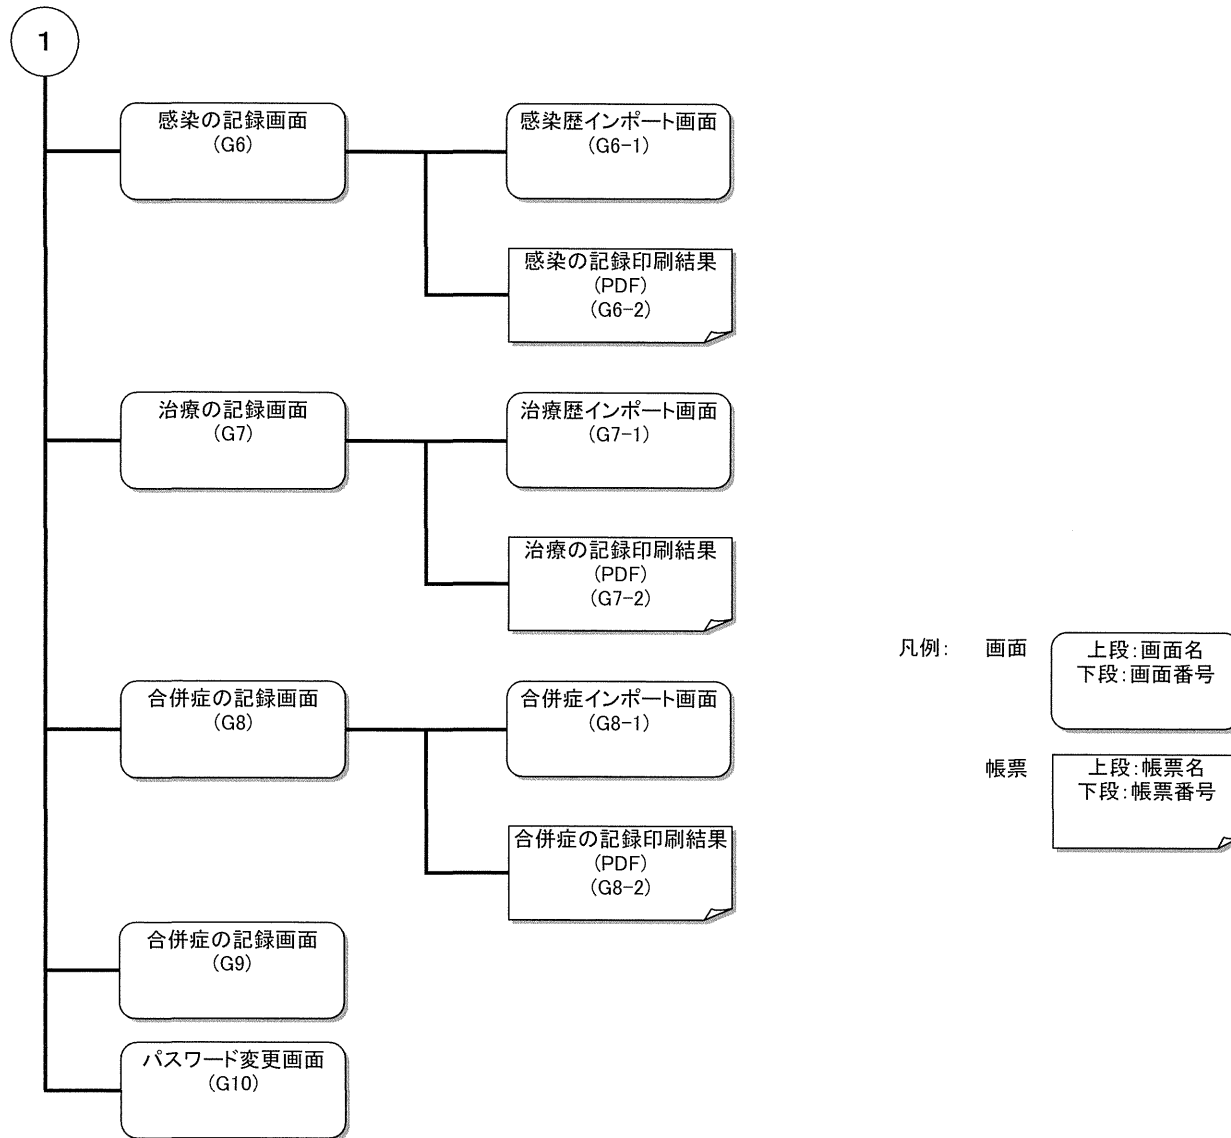 1
感染の記録画面
(G6)
感染歴インポート画面
(G6-1)
感染の記録印刷結果
(PDF)
(G6-2)
治療の記録画面
(G7)
治療歴インポート画面
(G7-1)
治療の記録印刷結果
(PDF)
(G7-2)
凡例: 画面
上段:画面名
下段:画面番号
帳票
上段:帳票名
下段:帳票番号
合併症の記録画面
(G8)
合併症インポート画面
(G8-1)
合併症の記録印刷結果
(PDF)
(G8-2)
合併症の記録画面
(G9)
パスワード変更画面
(G10)